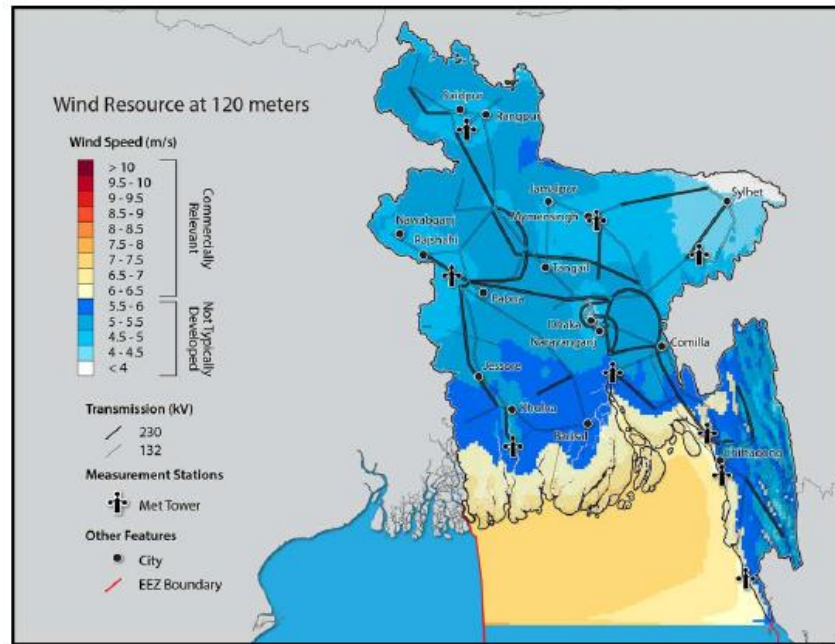 Wind Resource at 120 meters
Wind Speed (m/s)
> 10
9.5 - 10
9 - 9.5
8.5 - 9
8 - 8.5
7.5 - 8
7 - 7.5
6.5 - 7
6 - 6.5
5.5 - 6
5 - 5.5
4.5 - 5
4 - 4.5
< 4
Commercially
Relevant
Not Typically
Developed
Transmission (kV)
230
132
Measurement Stations
Met Tower
Other Features
City
EEZ Boundary
Saidpur
Rangpur
Jamalpur
Sylhet
Mymensingh
Nawabganj
Rajshahi
Tangail
Pabna
Dhaka
Narayanganj
Comilla
Jessore
Khulna
Barisal
Chittagong